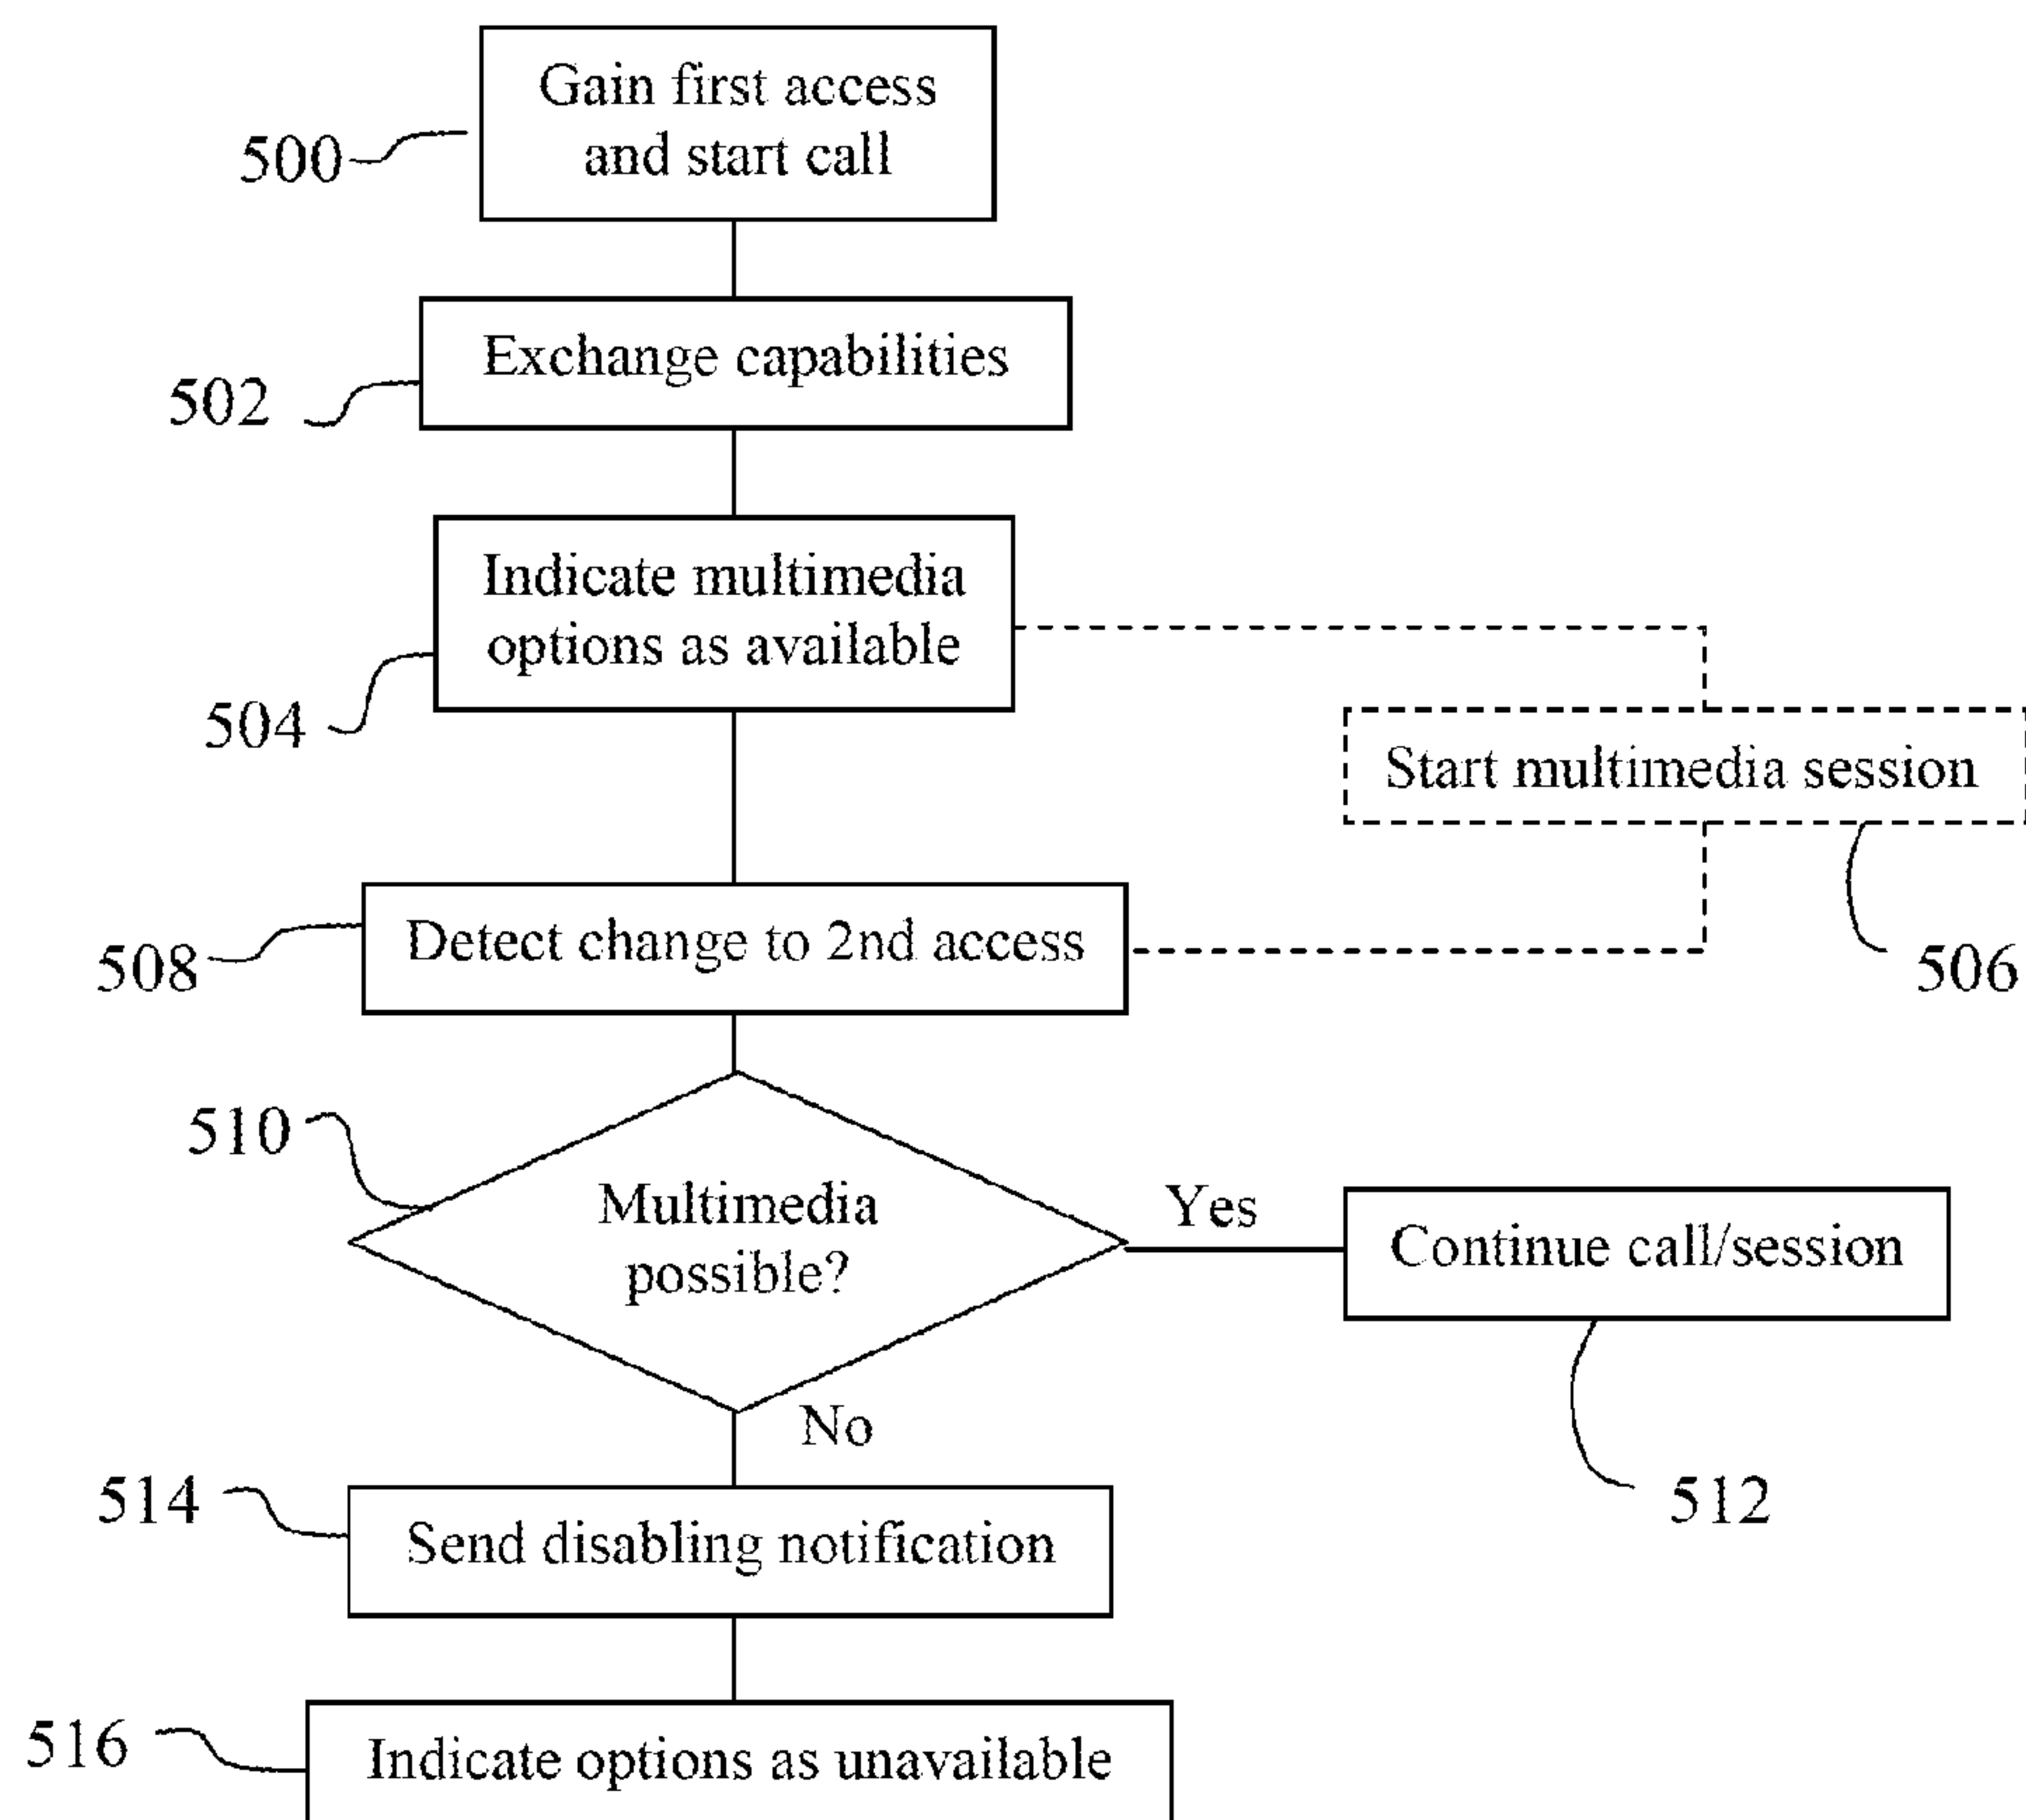 Gain first access
and start call
500
Exchange capabilities
502
Indicate multimedia
options as available
504
Start multimedia session
506
Detect change to 2nd access
508
510
Multimedia
possible?
Yes
Continue call/session
512
No
514
Send disabling notification
516
Indicate options as unavailable